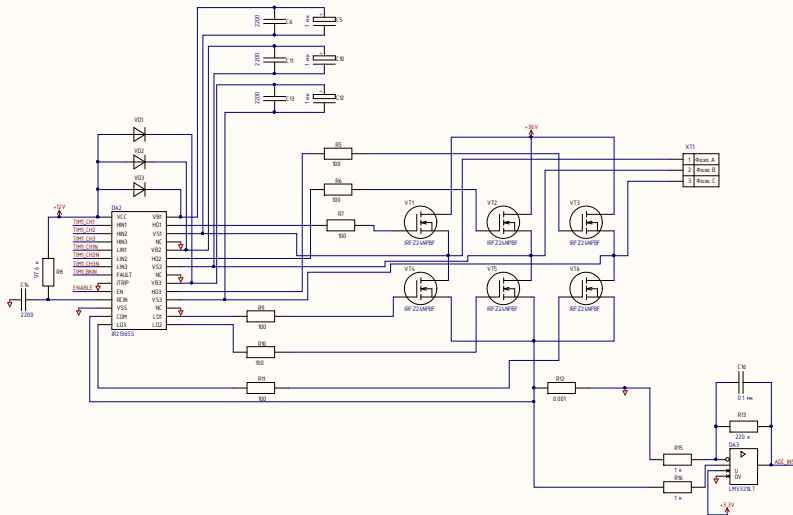 2200
C6
1 мк
C5
2200
C11
1 мк
C10
2200
C13
1 мк
C12
VD1
VD2
VD3
R5
100
R6
100
R7
100
+36V
XT1
1 Фаза A
2 Фаза B
3 Фаза C
+12V
DA2
VCC VB1
HIN1 HO1
HIN2 VS1
HIN3 NC
LIN1 VB2
LIN2 HO2
LIN3 VS2
FAULT NC
ITRIP VB3
EN HO3
RCIN VS3
VSS NC
COM LO1
LO3 LO2
IR21365S
TIM1_CH1
TIM1_CH2
TIM1_CH3
TIM1_CH1N
TIM1_CH2N
TIM1_CH3N
TIM1_BKIN
ENABLE
97.6 к
R8
C14
2200
VT1
IRFZ24NPBF
VT2
IRFZ24NPBF
VT3
IRFZ24NPBF
VT4
IRFZ24NPBF
VT5
IRFZ24NPBF
VT6
IRFZ24NPBF
R9
100
R10
100
R11
100
R12
0.001
C16
0.1 мк
R13
220 к
R15
1 к
R16
1 к
DA3
U
0V
LMV321LT
+3.3V